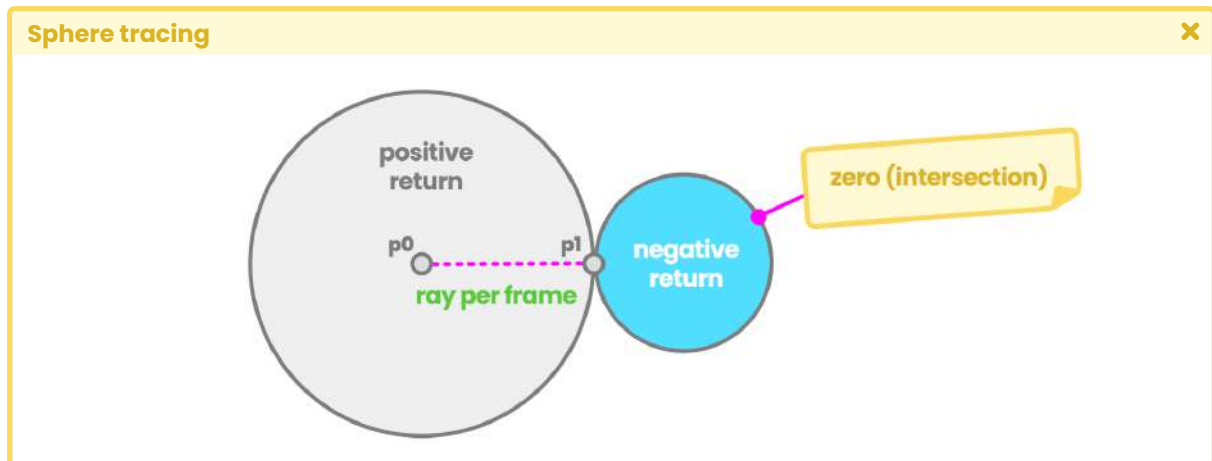 Sphere tracing
positive
return
p0
p1
ray per frame
negative
return
zero (intersection)